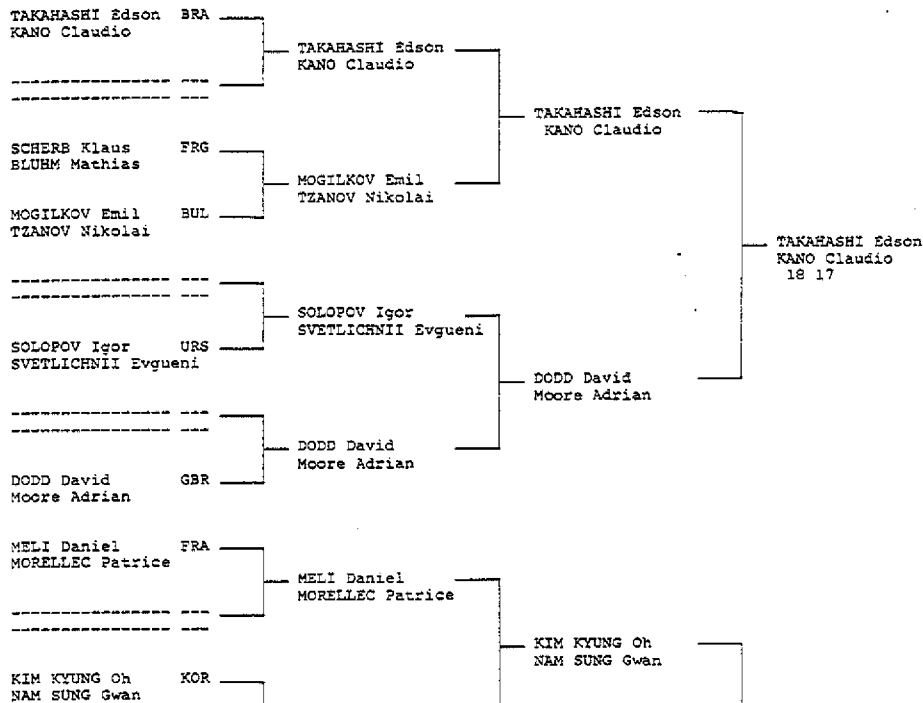 TAKAHASHI Edson BRA
KANO Claudio
TAKAHASHI Edson
KANO Claudio
---------------- ---
---------------- ---
TAKAHASHI Edson
KANO Claudio
SCHERB Klaus FRG
BLUHM Mathias
MOGILKOV Emil
TZANOV Nikolai
MOGILKOV Emil BUL
TZANOV Nikolai
TAKAHASHI Edson
KANO Claudio
18 17
---------------- ---
---------------- ---
SOLOPOV Igor
SVETLICHNII Evgueni
SOLOPOV Igor URS
SVETLICHNII Evgueni
DODD David
Moore Adrian
---------------- ---
---------------- ---
DODD David
Moore Adrian
DODD David GBR
Moore Adrian
MELI Daniel FRA
MORELLEC Patrice
MELI Daniel
MORELLEC Patrice
---------------- ---
---------------- ---
KIM KYUNG Oh
NAM SUNG Gwan
KIM KYUNG Oh KOR
NAM SUNG Gwan